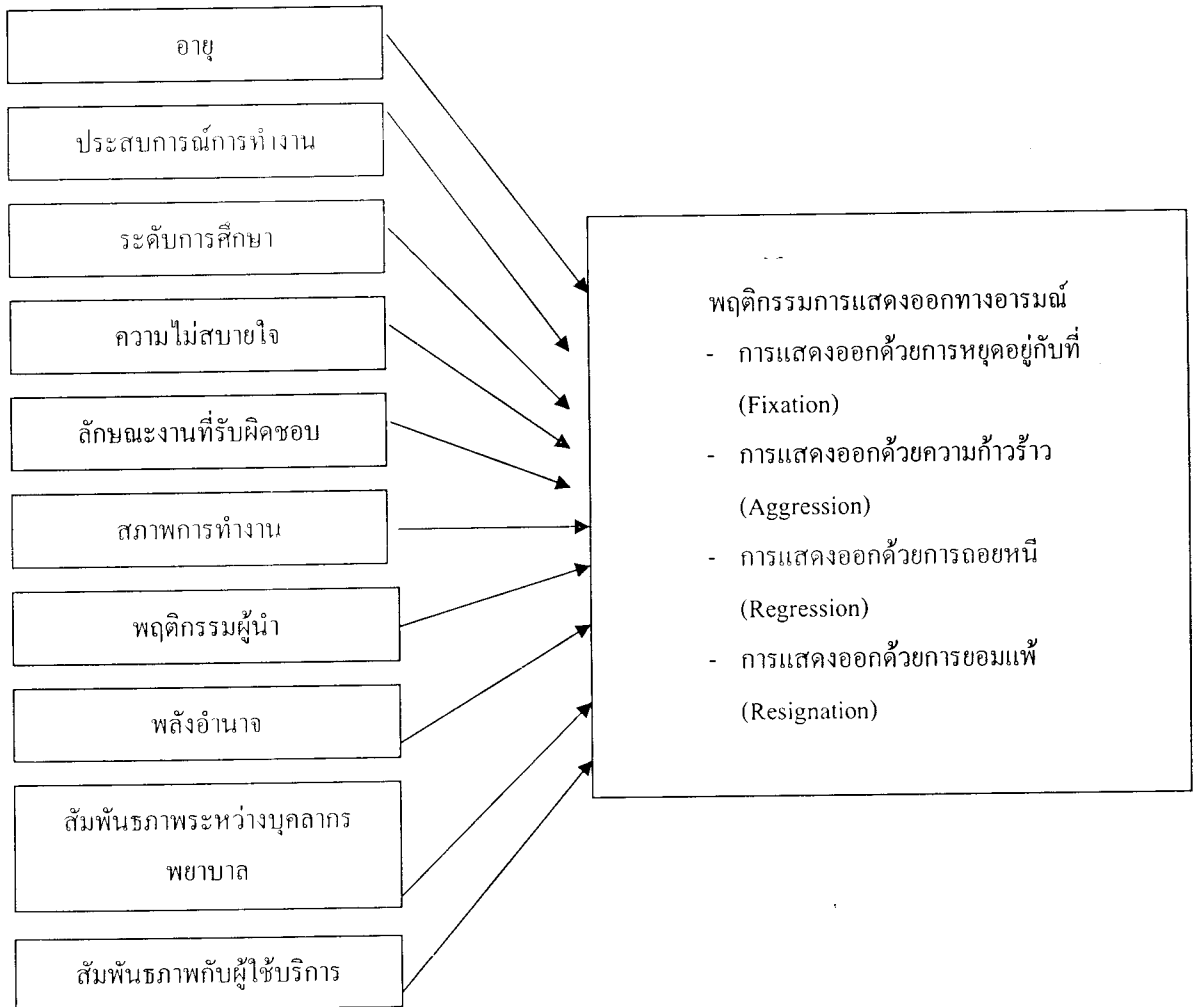 อายุ
ประสบการณ์การทำงาน
ระดับการศึกษา
ความไม่สบายใจ
ลักษณะงานที่รับผิดชอบ
สภาพการทำงาน
พฤติกรรมผู้นำ
พลังอำนาจ
สัมพันธภาพระหว่างบุคลากร
พยาบาล
สัมพันธภาพกับผู้ใช้บริการ
พฤติกรรมการแสดงออกทางอารมณ์
- การแสดงออกด้วยการหยุดอยู่กับที่
(Fixation)
- การแสดงออกด้วยความก้าวร้าว
(Aggression)
- การแสดงออกด้วยการถอยหนี
(Regression)
- การแสดงออกด้วยการยอมแพ้
(Resignation)